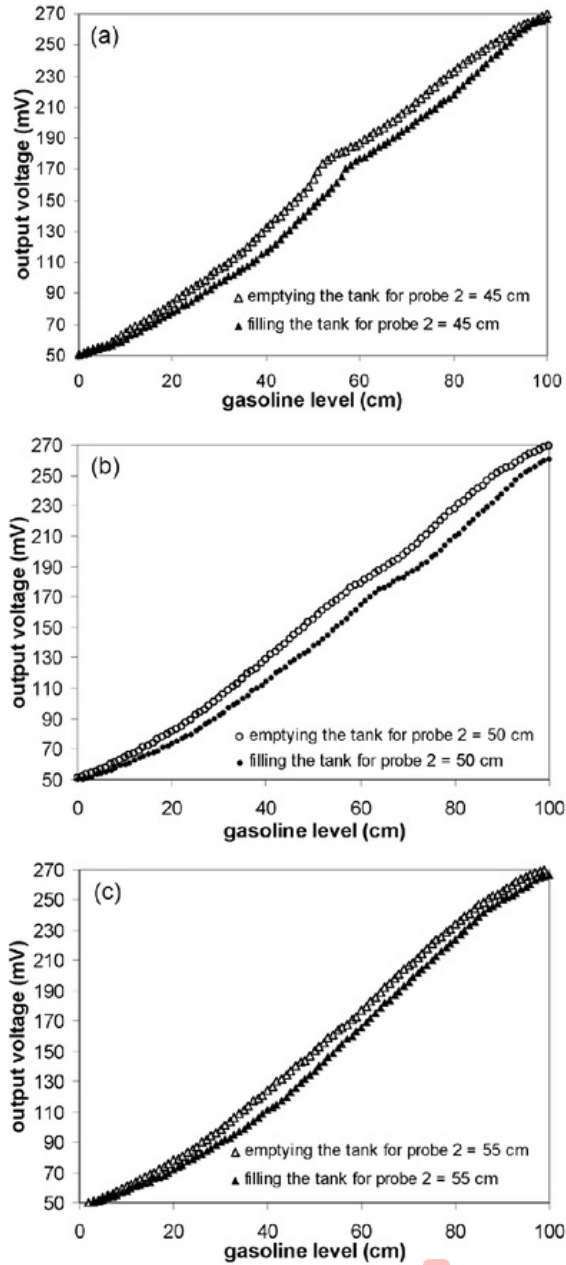 (a)
output voltage (mV)
270
250
230
210
190
170
150
130
110
90
70
50
△ emptying the tank for probe 2 = 45 cm
▲ filling the tank for probe 2 = 45 cm
0 20 40 60 80 100
gasoline level (cm)
(b)
output voltage (mV)
270
250
230
210
190
170
150
130
110
90
70
50
○ emptying the tank for probe 2 = 50 cm
● filling the tank for probe 2 = 50 cm
0 20 40 60 80 100
gasoline level (cm)
(c)
output voltage (mV)
270
250
230
210
190
170
150
130
110
90
70
50
△ emptying the tank for probe 2 = 55 cm
▲ filling the tank for probe 2 = 55 cm
0 20 40 60 80 100
gasoline level (cm)